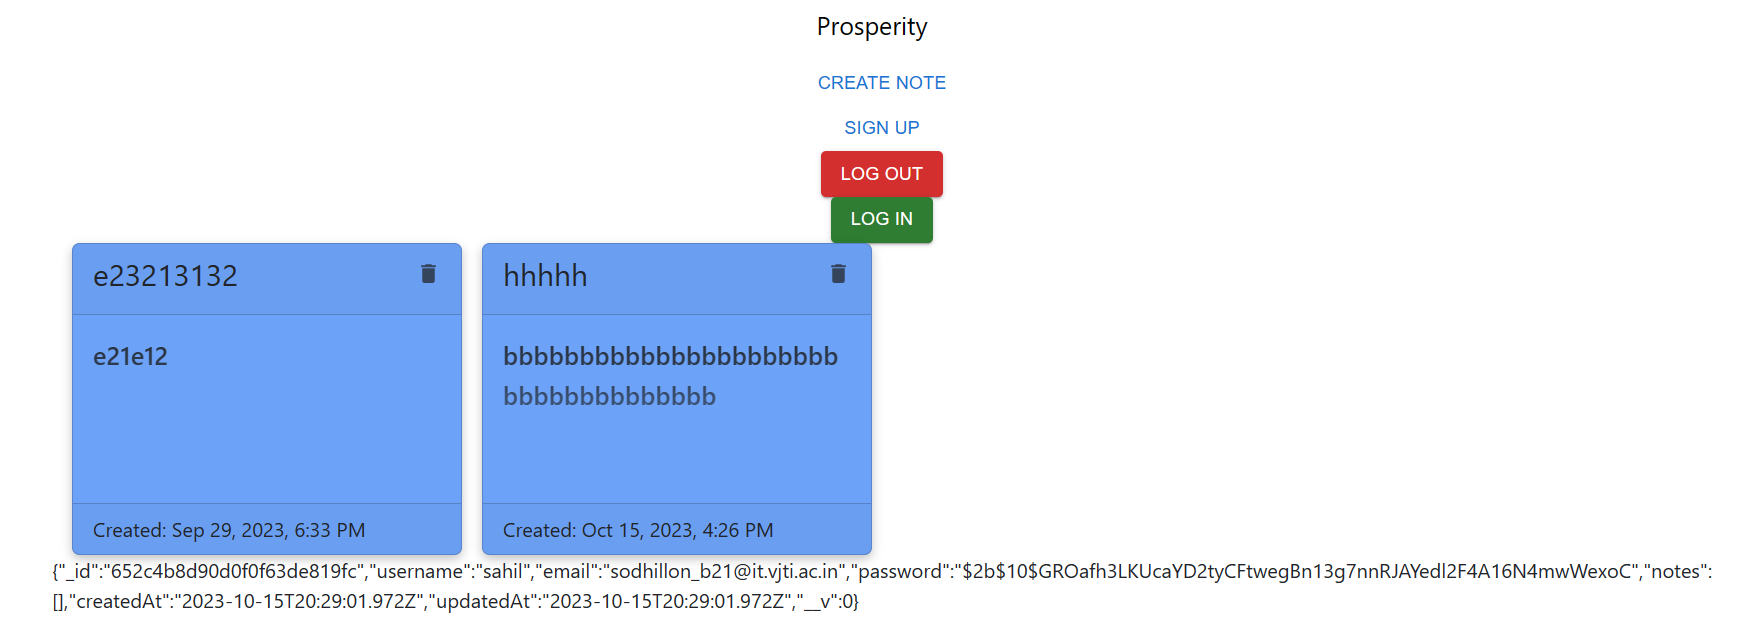 Prosperity
CREATE NOTE
SIGN UP
LOG OUT
LOG IN
e23213132
e21e12
Created: Sep 29, 2023, 6:33 PM
hhhhh
bbbbbbbbbbbbbbbbbbbbbb
bbbbbbbbbbbbbb
Created: Oct 15, 2023, 4:26 PM
{"_id":"652c4b8d90d0f0f63de819fc","username":"sahil","email":"sodhillon_b21@it.vjti.ac.in","password":"$2b$10$GROafh3LKUcaYD2tyCFtwegBn13g7nnRJAYedl2F4A16N4mwWexoC","notes":
[],"createdAt":"2023-10-15T20:29:01.972Z","updatedAt":"2023-10-15T20:29:01.972Z","__v":0}